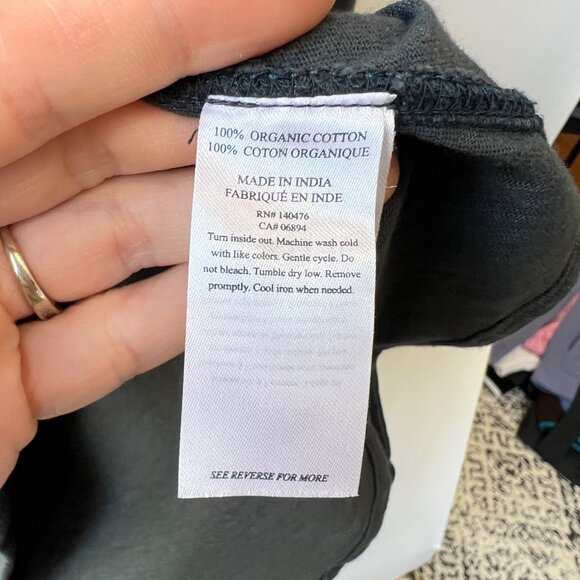 100% ORGANIC COTTON
100% COTON ORGANIQUE
MADE IN INDIA
FABRIQUÉ EN INDE
RN# 140476
CA# 06894
Turn inside out. Machine wash cold
with like colors. Gentle cycle. Do
not bleach. Tumble dry low. Remove
promptly. Cool iron when needed.
SEE REVERSE FOR MORE